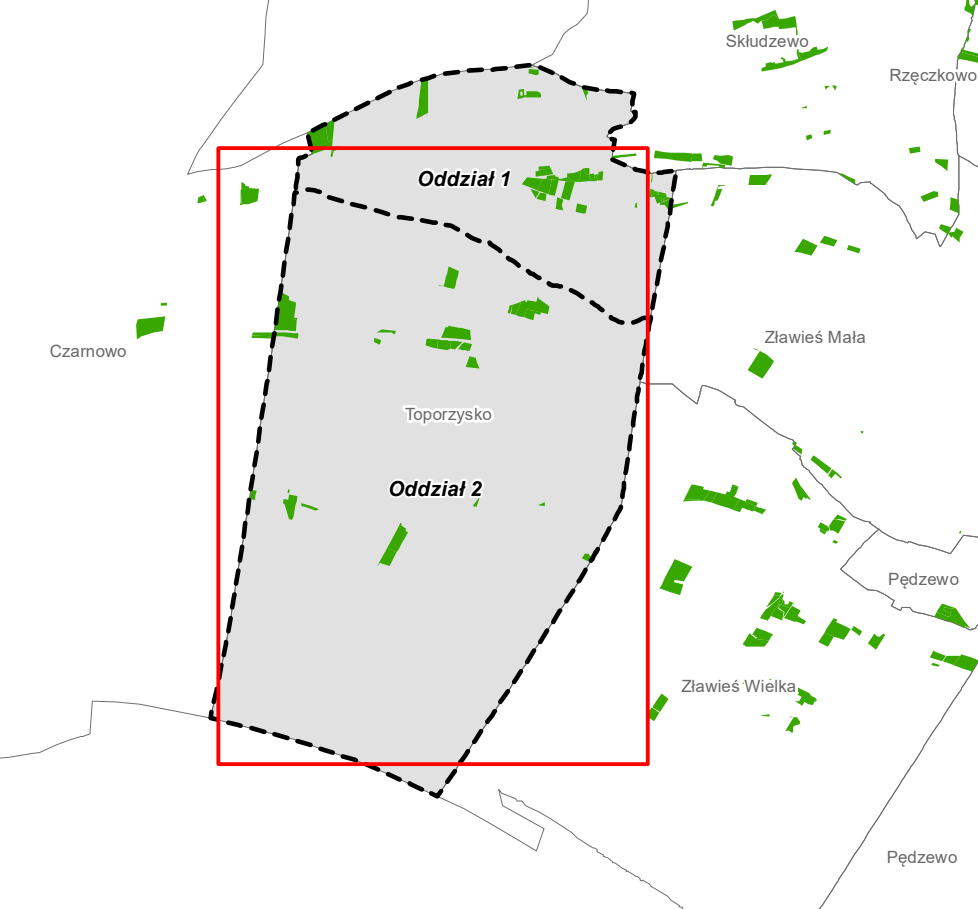 Skłudzewo
Rzęczkowo
Oddział 1
Czarnowo
Zławieś Mała
Toporzysko
Oddział 2
Pędzewo
Zławieś Wielka
Pędzewo